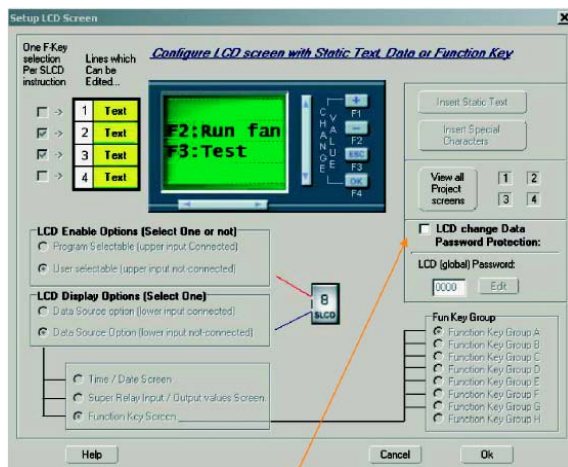 Setup LCD Screen
One F-Key
selection
Per SLCD
instruction
Lines which
Can be
Edited...
Configure LCD screen with Static Text, Data or Function Key
1 Text
2 Text
3 Text
4 Text
F2:Run fan
F3:Test
CHANGE
VALUE
+
F1
-
F2
ESC
F3
OK
F4
Insert Static Text
Insert Special
Characters
View all
Project
screens
1 2
3 4
LCD change Data
Password Protection:
LCD (global) Password:
0000 Edit
LCD Enable Options (Select One or not)
Program Selectable (upper input Connected)
User selectable (upper input not-connected)
LCD Display Options (Select One)
Data Source option (lower input connected)
Data Source Option (lower input not-connected)
8
SLCD
Time / Date Screen
Super Relay Input / Output values Screen
Function Key Screen
Fun Key Group
Function Key Group A
Function Key Group B
Function Key Group C
Function Key Group D
Function Key Group E
Function Key Group F
Function Key Group G
Function Key Group H
Help
Cancel
Ok